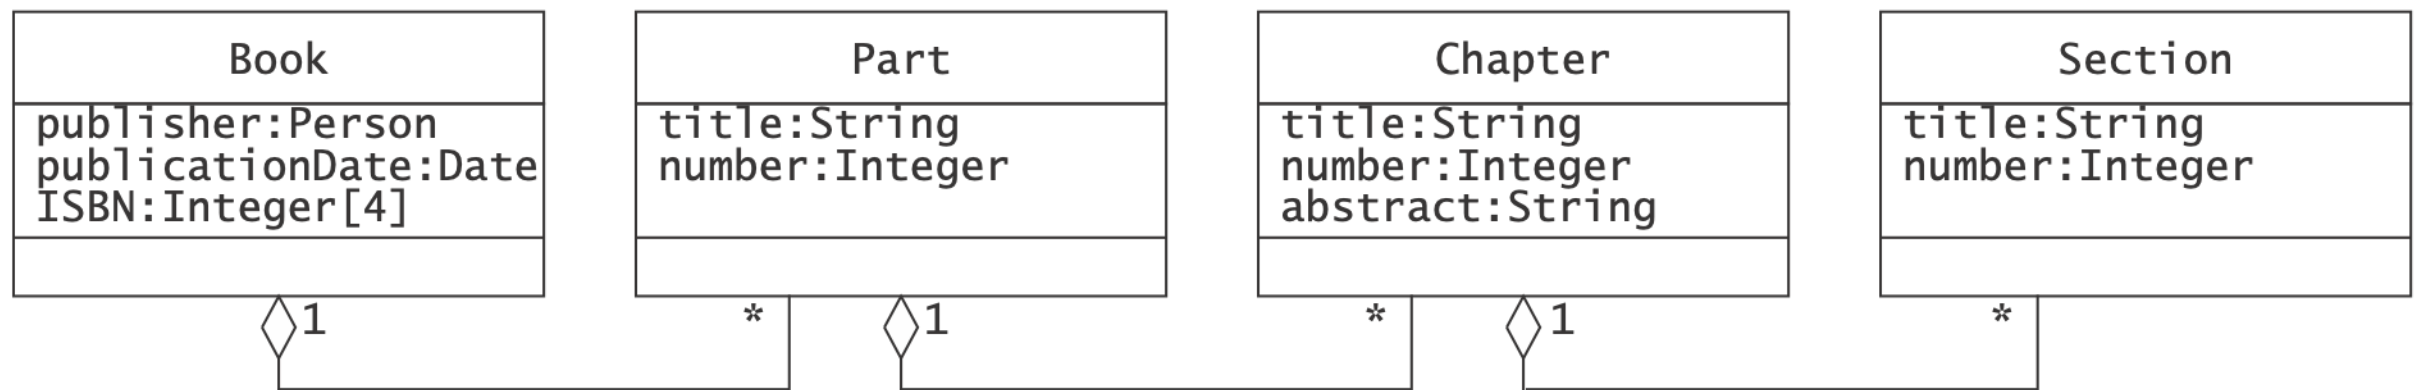 Book
publisher:Person
publicationDate:Date
ISBN:Integer[4]
1
Part
title:String
number:Integer
*
1
Chapter
title:String
number:Integer
abstract:String
*
1
Section
title:String
number:Integer
*